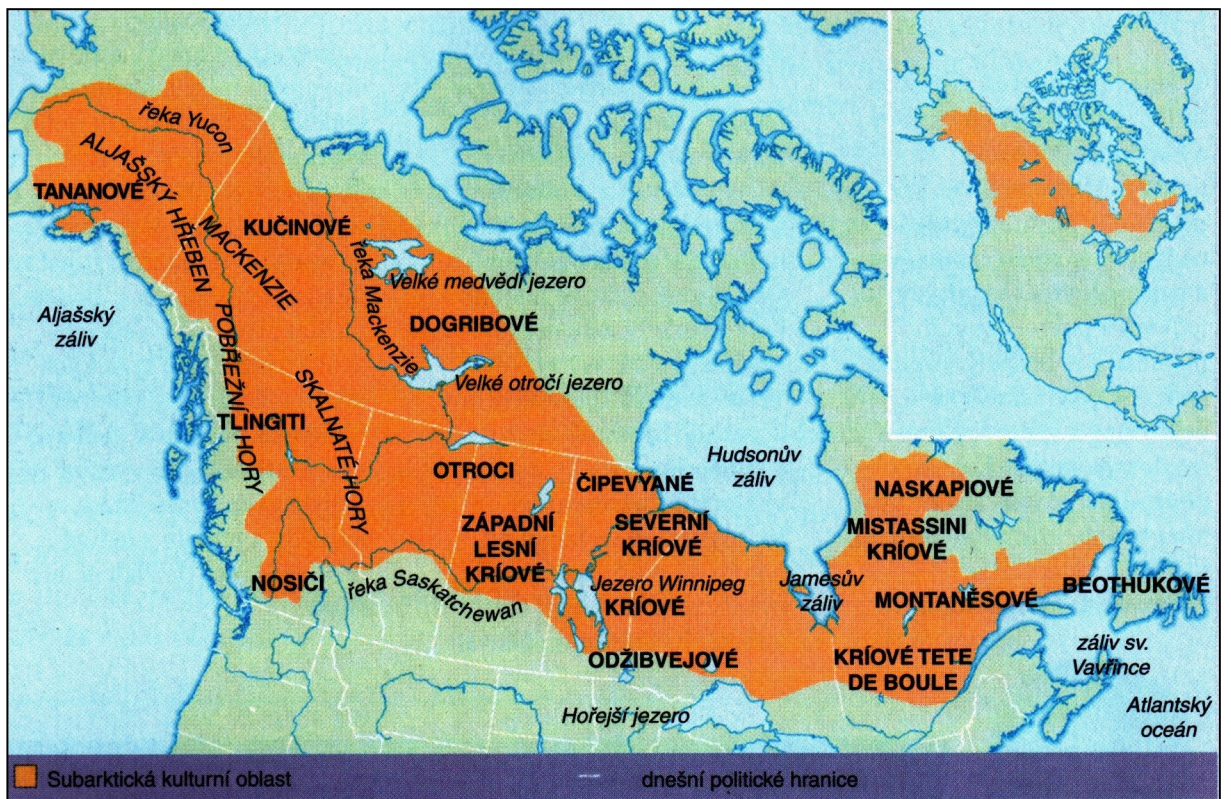 řeka Yucon
ALJAŠSKÝ HŘEBEN
TANANOVÉ
MACKENZIE
KUČINOVÉ
řeka Mackenzie
Velké medvědí jezero
Aljašský
záliv
DOGRIBOVÉ
POBŘEŽNÍ HORY
Velké otročí jezero
SKALNATÉ HORY
TLINGITI
OTROCI
Hudsonův
záliv
ČIPEVYANÉ
NASKAPIOVÉ
ZÁPADNÍ
LESNÍ
KRÍOVÉ
SEVERNÍ
KRÍOVÉ
MISTASSINI
KRÍOVÉ
NOSIČI
řeka Saskatchewan
Jezero Winnipeg
KRÍOVÉ
Jamesův
záliv
MONTANĚSOVÉ
BEOTHUKOVÉ
ODŽIBVEJOVÉ
KRÍOVÉ TETE
DE BOULE
záliv sv.
Vavřince
Hořejší jezero
Atlantský
oceán
Subarktická kulturní oblast
dnešní politické hranice